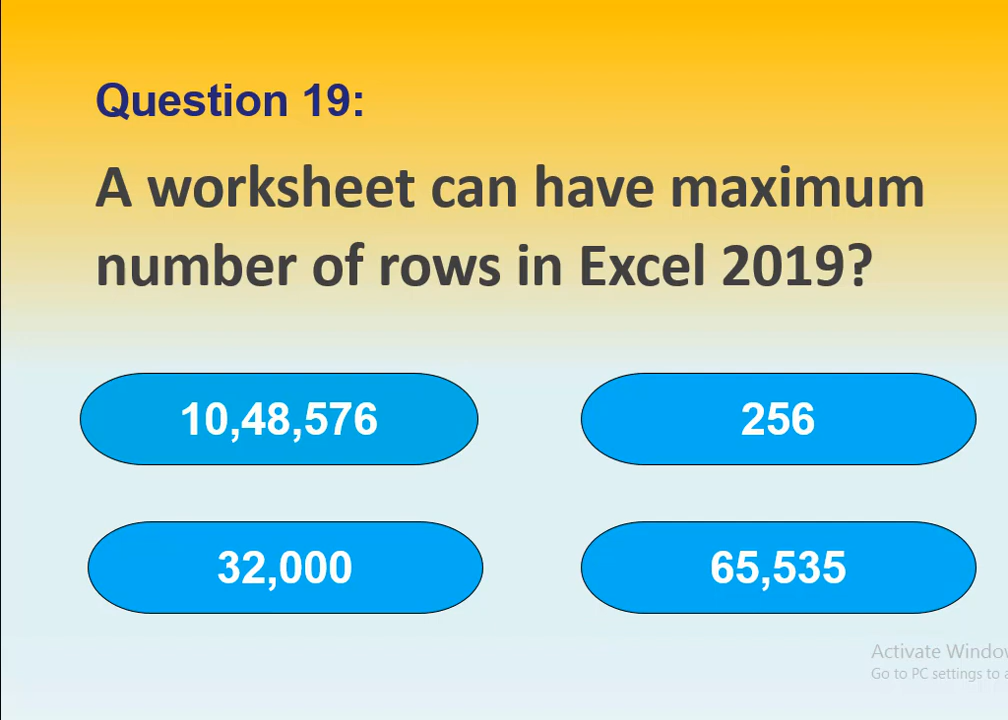 Question 19:
A worksheet can have maximum
number of rows in Excel 2019?
10,48,576
256
32,000
65,535
Activate Windo
Go to PC settings to a